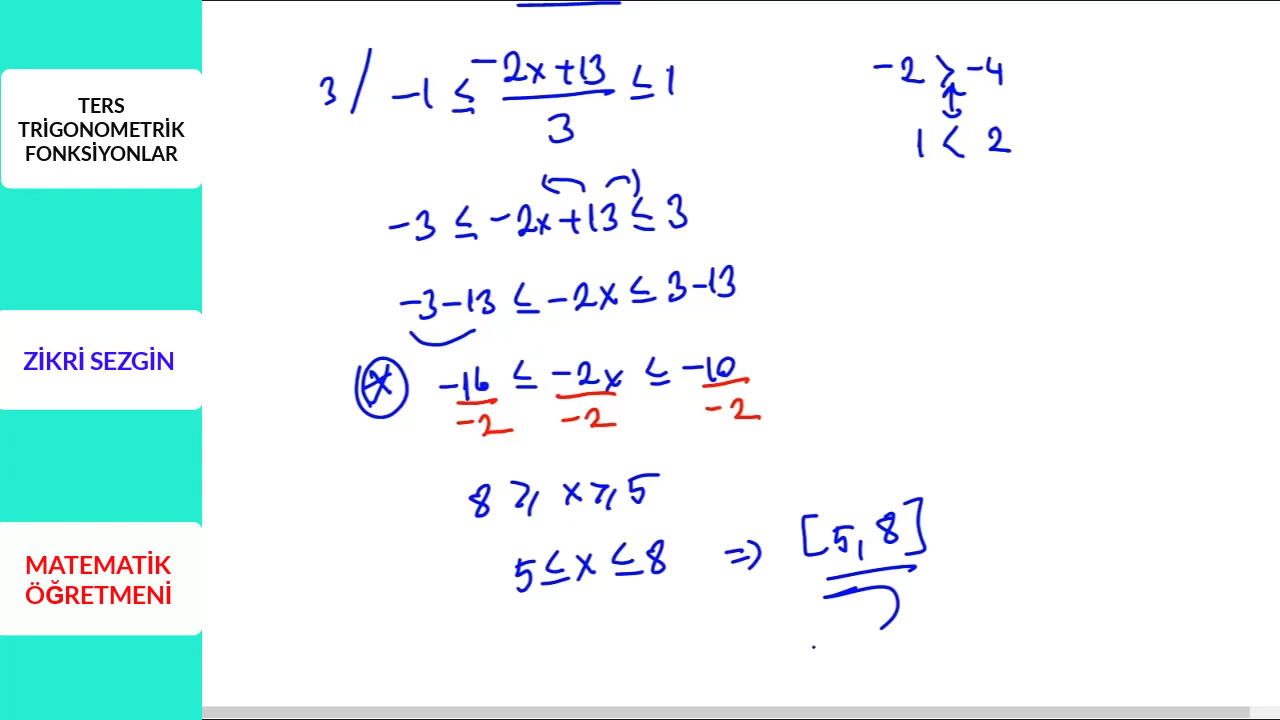 TERS
TRİGONOMETRİK
FONKSİYONLAR
ZİKRİ SEZGİN
MATEMATİK
ÖĞRETMENİ
3 / -1 ≤ (-2x+13)/3 ≤ 1
-3 ≤ -2x+13 ≤ 3
-3-13 ≤ -2x ≤ 3-13
-16/-2 ≤ -2x/-2 ≤ -10/-2
8 ≥ x ≥ 5
5 ≤ x ≤ 8 ⇒ [5, 8]
-2 > -4
1 < 2